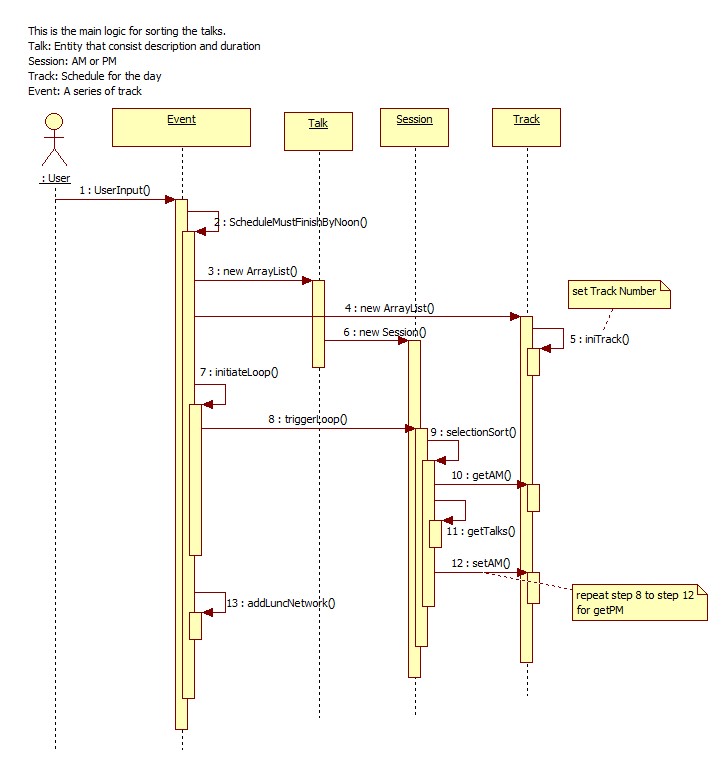 This is the main logic for sorting the talks.
Talk: Entity that consist description and duration
Session: AM or PM
Track: Schedule for the day
Event: A series of track
Event
Talk
Session
Track
: User
1 : UserInput()
2 : ScheduleMustFinishByNoon()
3 : new ArrayList()
set Track Number
4 : new ArrayList()
6 : new Session()
5 : iniTrack()
7 : initiateLoop()
8 : triggerLoop()
9 : selectionSort()
10 : getAM()
11 : getTalks()
12 : setAM()
repeat step 8 to step 12
for getPM
13 : addLuncNetwork()